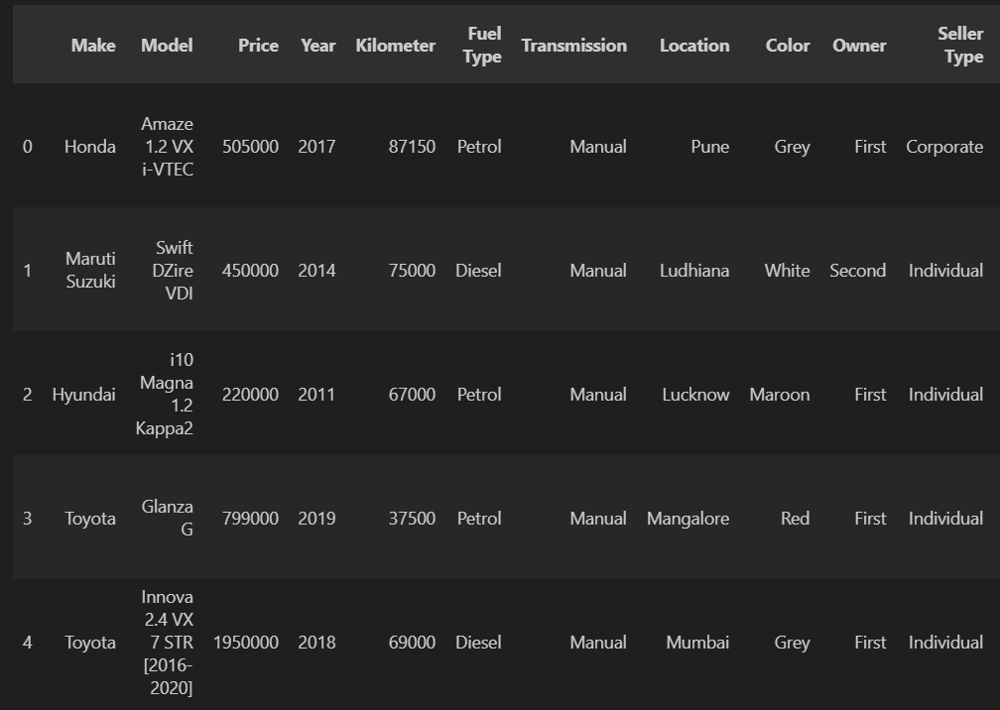 Make Model Price Year Kilometer Fuel Type Transmission Location Color Owner Seller Type
0 Honda Amaze 1.2 VX i-VTEC 505000 2017 87150 Petrol Manual Pune Grey First Corporate
1 Maruti Suzuki Swift DZire VDI 450000 2014 75000 Diesel Manual Ludhiana White Second Individual
2 Hyundai i10 Magna 1.2 Kappa2 220000 2011 67000 Petrol Manual Lucknow Maroon First Individual
3 Toyota Glanza G 799000 2019 37500 Petrol Manual Mangalore Red First Individual
4 Toyota Innova 2.4 VX 7 STR [2016-2020] 1950000 2018 69000 Diesel Manual Mumbai Grey First Individual